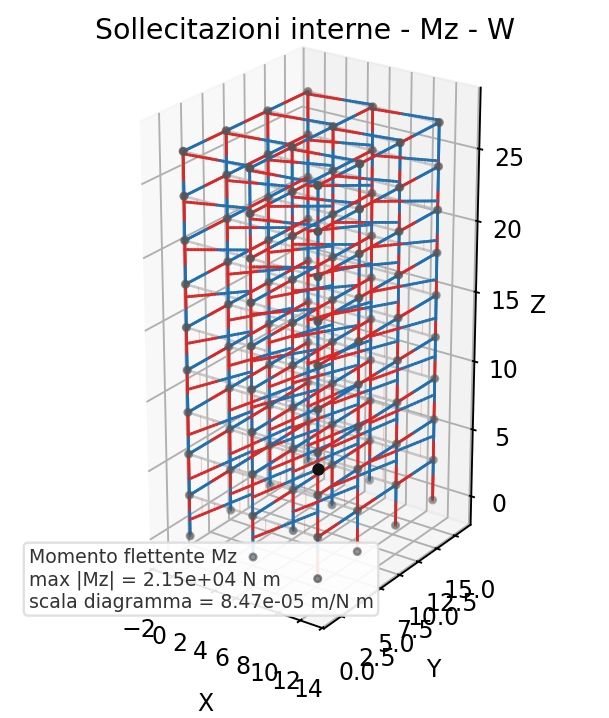 Sollecitazioni interne - Mz - W
25
20
15
Z
10
5
0
Momento flettente Mz
max |Mz| = 2.15e+04 N m
scala diagramma = 8.47e-05 m/N m
−2 0 2 4 6 8 10 12 14
X
0.0 2.5 5.0 7.5 10.0 12.5 15.0
Y